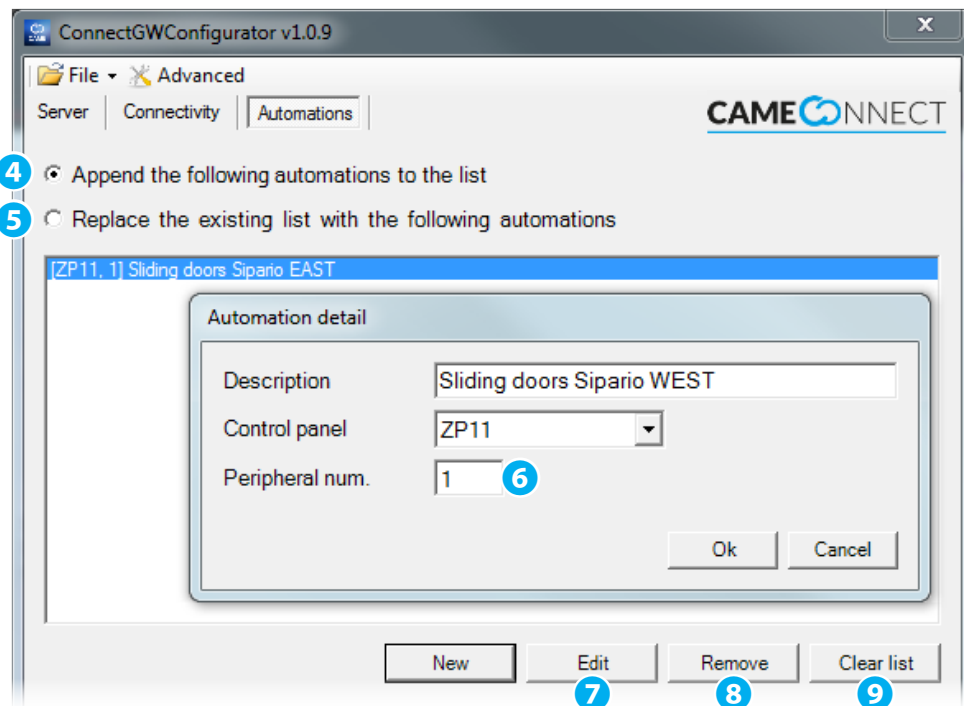 ConnectGWConfigurator v1.0.9 x
File Advanced
Server Connectivity Automations
CAMECONNECT
4 Append the following automations to the list
5 Replace the existing list with the following automations
[ZP11, 1] Sliding doors Sipario EAST
Automation detail
Description Sliding doors Sipario WEST
Control panel ZP11
Peripheral num. 1 6
Ok Cancel
New Edit Remove Clear list
7 8 9